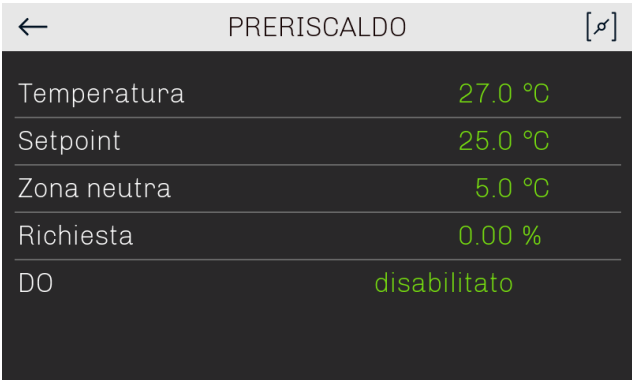 PRERISCALDO
Temperatura 27.0 °C
Setpoint 25.0 °C
Zona neutra 5.0 °C
Richiesta 0.00 %
DO disabilitato